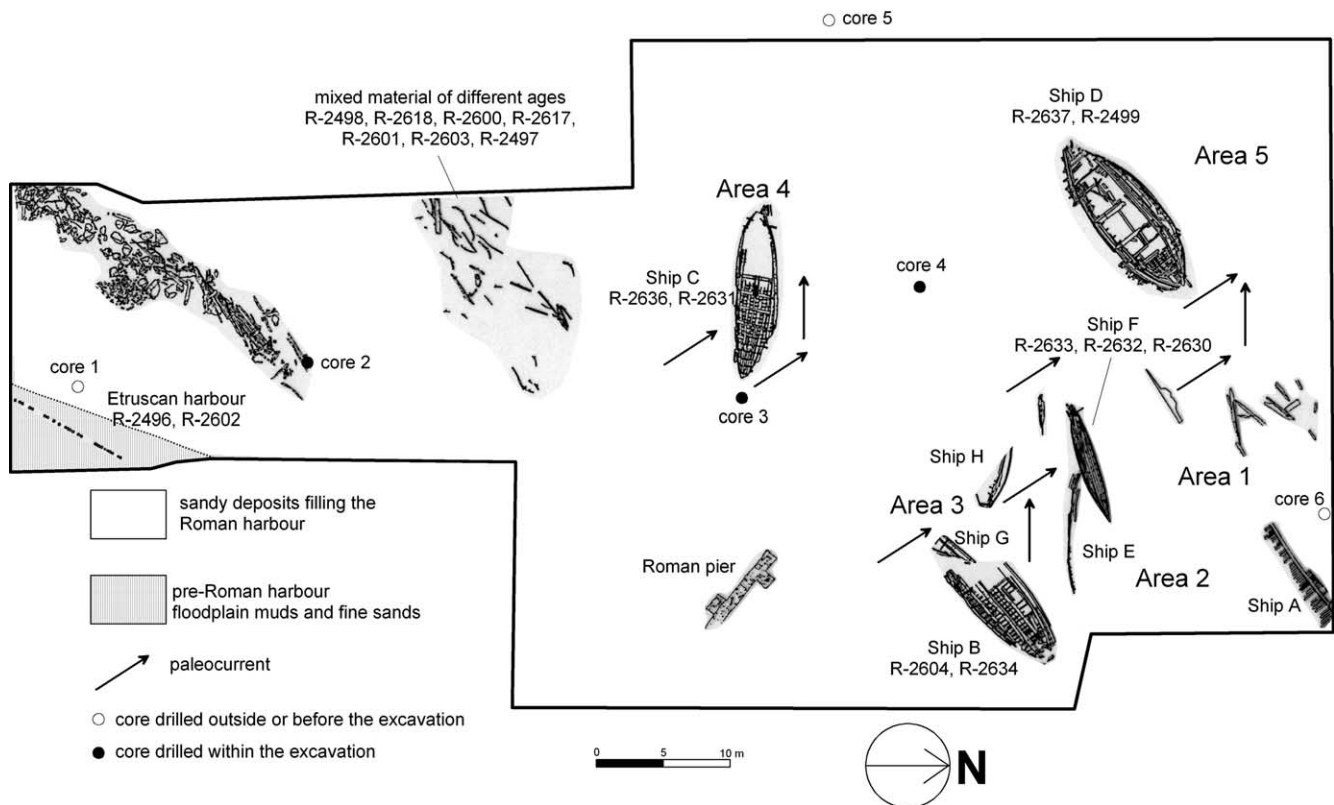 core 5
mixed material of different ages
R-2498, R-2618, R-2600, R-2617,
R-2601, R-2603, R-2497
Ship D
R-2637, R-2499
Area 5
Area 4
Ship C
R-2636, R-2631
core 4
Ship F
R-2633, R-2632, R-2630
core 1
core 2
Etruscan harbour
R-2496, R-2602
core 3
Ship H
Area 1
Area 3
core 6
Ship G
Roman pier
Ship E
Area 2
Ship A
Ship B
R-2604, R-2634
sandy deposits filling the
Roman harbour
pre-Roman harbour
floodplain muds and fine sands
paleocurrent
core drilled outside or before the excavation
core drilled within the excavation
0 5 10 m
N